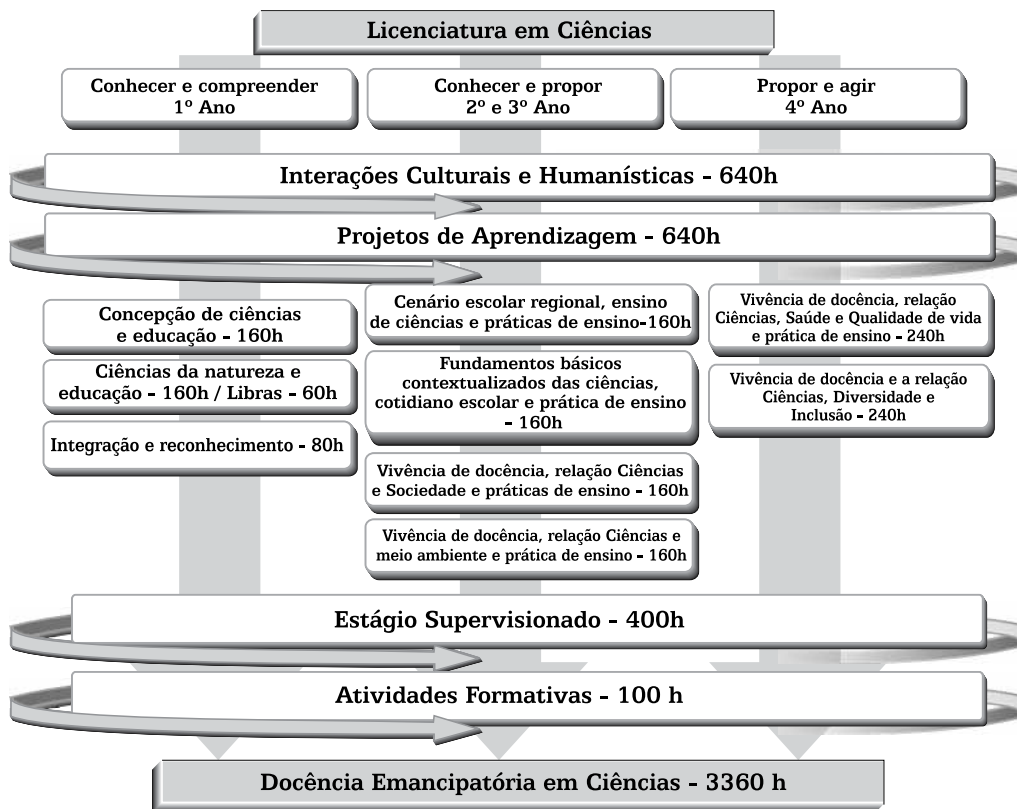 Licenciatura em Ciências
Conhecer e compreender
1º Ano
Conhecer e propor
2º e 3º Ano
Propor e agir
4º Ano
Interações Culturais e Humanísticas - 640h
Projetos de Aprendizagem - 640h
Concepção de ciências
e educação - 160h
Ciências da natureza e
educação - 160h / Libras - 60h
Integração e reconhecimento - 80h
Cenário escolar regional, ensino
de ciências e práticas de ensino-160h
Fundamentos básicos
contextualizados das ciências,
cotidiano escolar e prática de ensino
- 160h
Vivência de docência, relação Ciências
e Sociedade e práticas de ensino - 160h
Vivência de docência, relação Ciências e
meio ambiente e prática de ensino - 160h
Vivência de docência, relação
Ciências, Saúde e Qualidade de vida
e prática de ensino - 240h
Vivência de docência e a relação
Ciências, Diversidade e
Inclusão - 240h
Estágio Supervisionado - 400h
Atividades Formativas - 100 h
Docência Emancipatória em Ciências - 3360 h